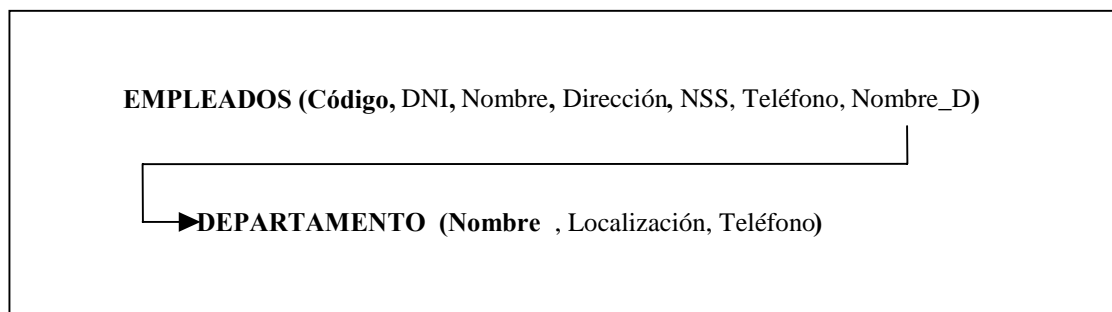 EMPLEADOS (Código, DNI, Nombre, Dirección, NSS, Teléfono, Nombre_D)
DEPARTAMENTO (Nombre , Localización, Teléfono)